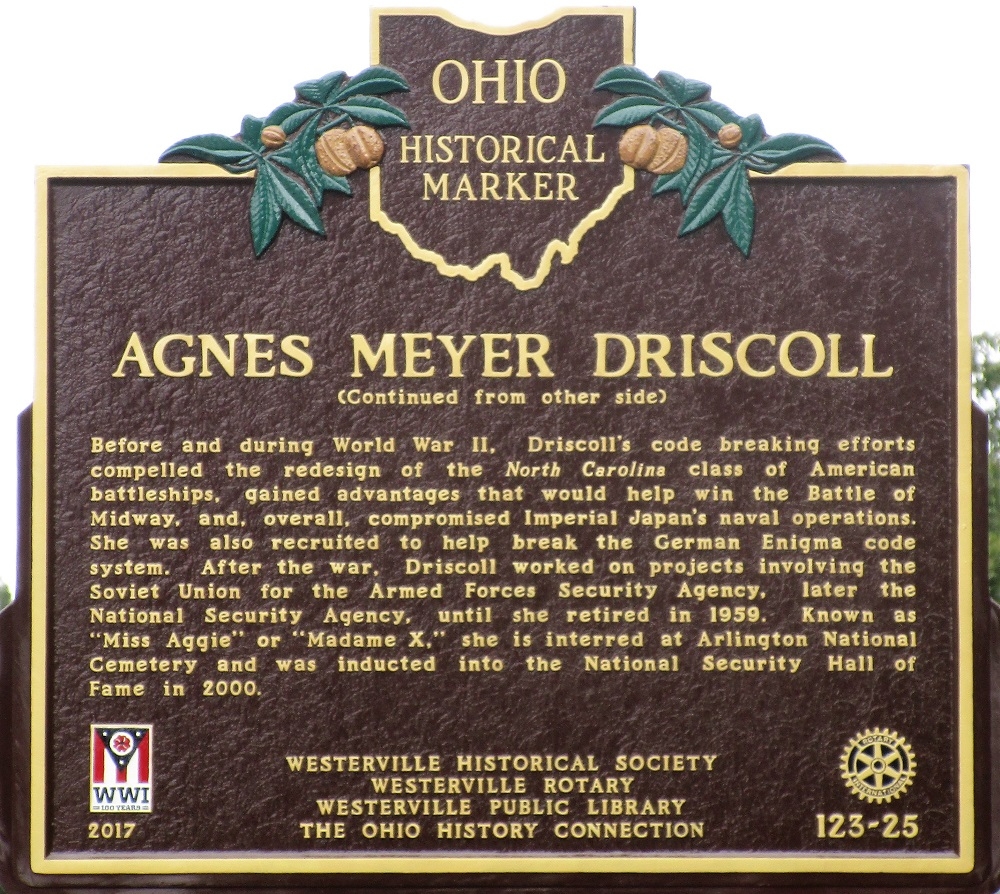 OHIO
HISTORICAL
MARKER
AGNES MEYER DRISCOLL
(Continued from other side)
Before and during World War II, Driscoll's code breaking efforts
compelled the redesign of the North Carolina class of American
battleships, gained advantages that would help win the Battle of
Midway, and, overall, compromised Imperial Japan's naval operations.
She was also recruited to help break the German Enigma code
system. After the war, Driscoll worked on projects involving the
Soviet Union for the Armed Forces Security Agency, later the
National Security Agency, until she retired in 1959. Known as
"Miss Aggie" or "Madame X," she is interred at Arlington National
Cemetery and was inducted into the National Security Hall of
Fame in 2000.
WWI
100 YEARS
2017
WESTERVILLE HISTORICAL SOCIETY
WESTERVILLE ROTARY
WESTERVILLE PUBLIC LIBRARY
THE OHIO HISTORY CONNECTION
ROTARY
INTERNATIONAL
123-25